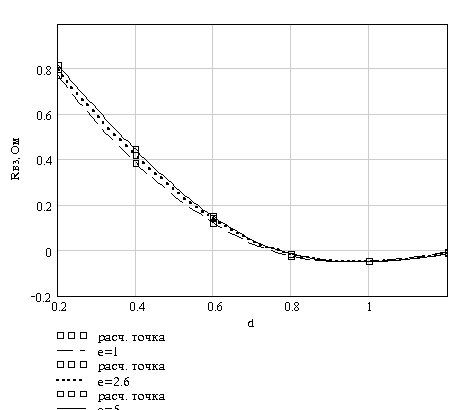 0.8
0.6
0.4
0.2
0
-0.2
Rвз, Ом
0.2
0.4
0.6
0.8
1
d
расч. точка
e=1
расч. точка
e=2.6
расч. точка
e=5